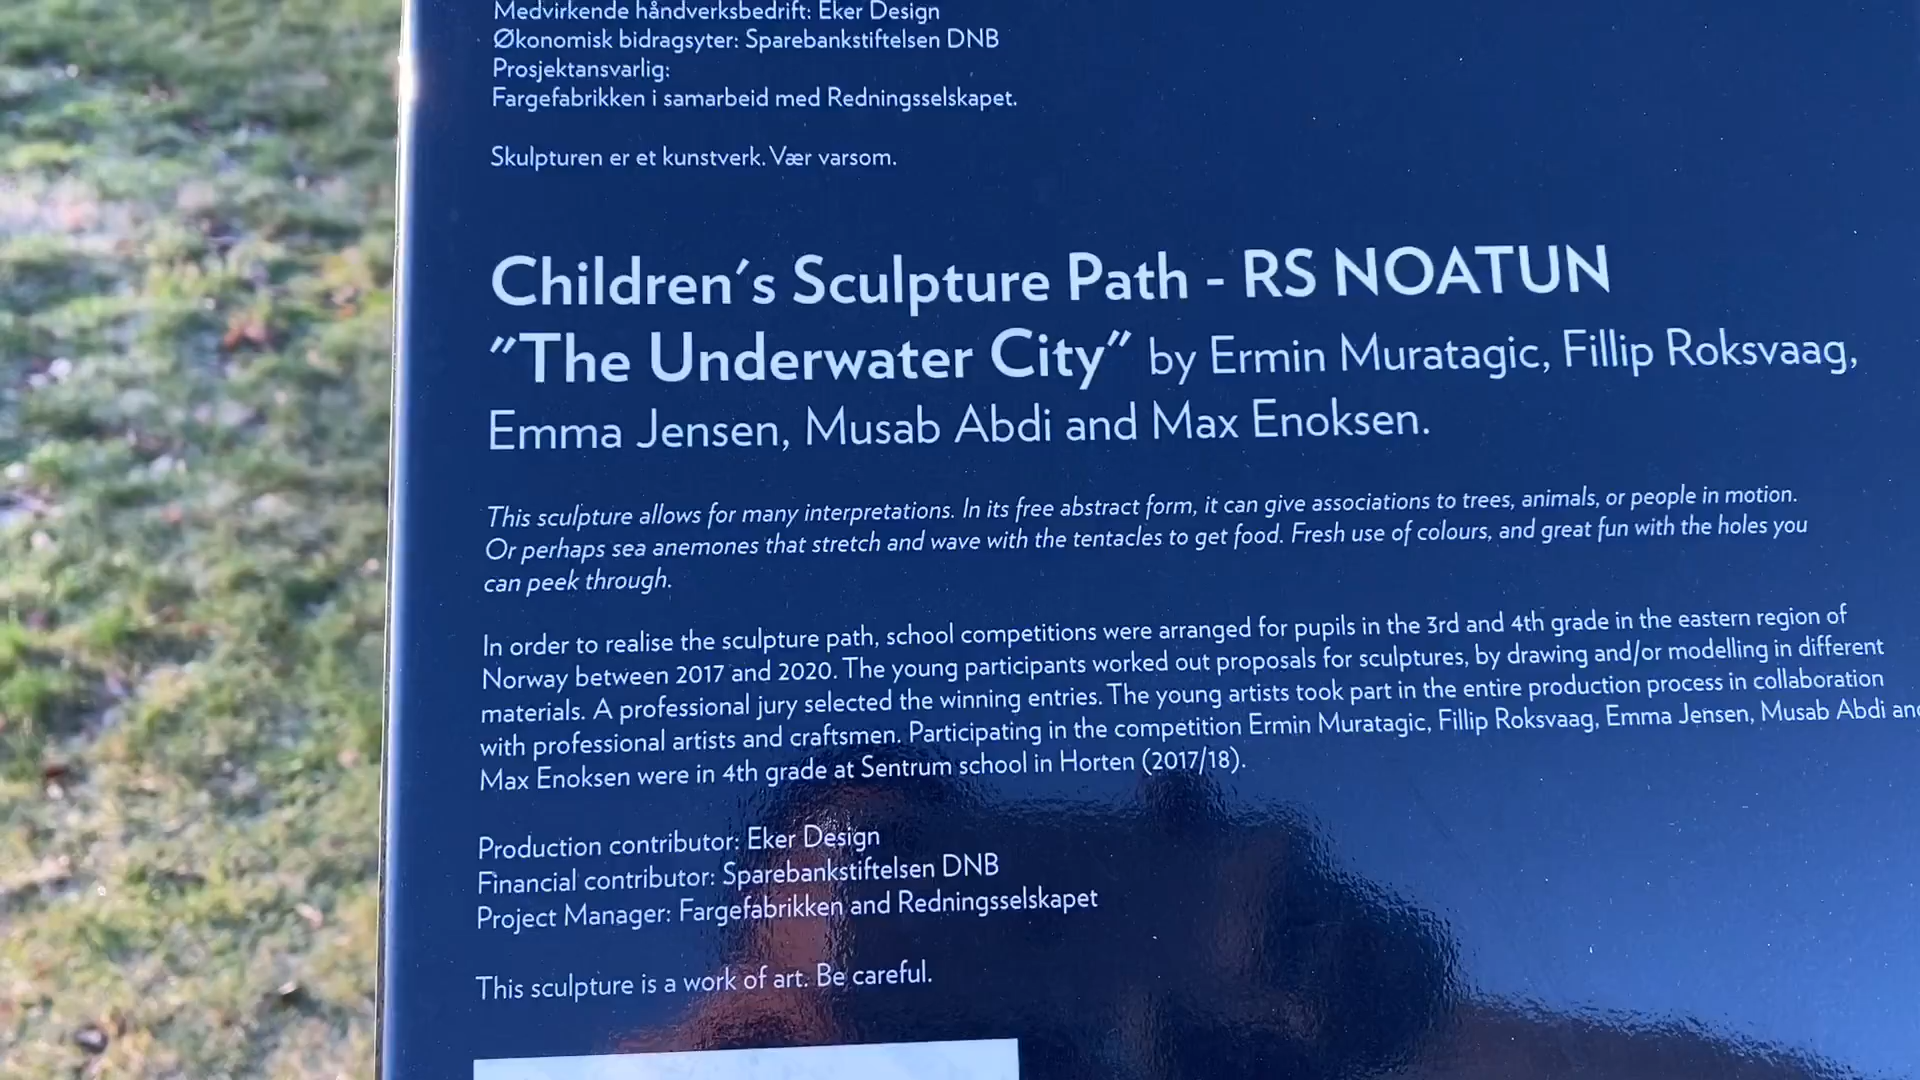 Medvirkende håndverksbedrift: Eker Design
Økonomisk bidragsyter: Sparebankstiftelsen DNB
Prosjektansvarlig:
Fargefabrikken i samarbeid med Redningsselskapet.
Skulpturen er et kunstverk. Vær varsom.
Children's Sculpture Path - RS NOATUN
"The Underwater City" by Ermin Muratagic, Fillip Roksvaag,
Emma Jensen, Musab Abdi and Max Enoksen.
This sculpture allows for many interpretations. In its free abstract form, it can give associations to trees, animals, or people in motion.
Or perhaps sea anemones that stretch and wave with the tentacles to get food. Fresh use of colours, and great fun with the holes you
can peek through.
In order to realise the sculpture path, school competitions were arranged for pupils in the 3rd and 4th grade in the eastern region of
Norway between 2017 and 2020. The young participants worked out proposals for sculptures, by drawing and/or modelling in different
materials. A professional jury selected the winning entries. The young artists took part in the entire production process in collaboration
with professional artists and craftsmen. Participating in the competition Ermin Muratagic, Fillip Roksvaag, Emma Jensen, Musab Abdi and
Max Enoksen were in 4th grade at Sentrum school in Horten (2017/18).
Production contributor: Eker Design
Financial contributor: Sparebankstiftelsen DNB
Project Manager: Fargefabrikken and Redningsselskapet
This sculpture is a work of art. Be careful.